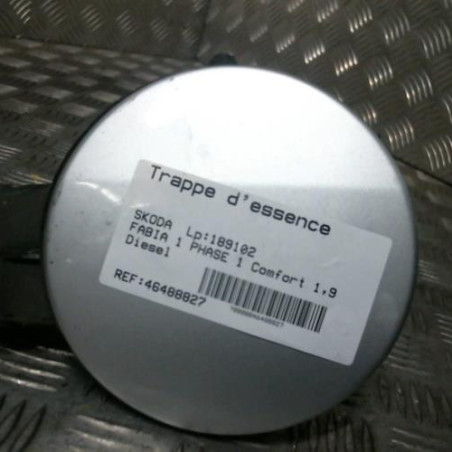 Trappe d'essence
SKODA Lp:189102
FABIA 1 PHASE 1 Comfort 1,9
Diesel
REF:46488827